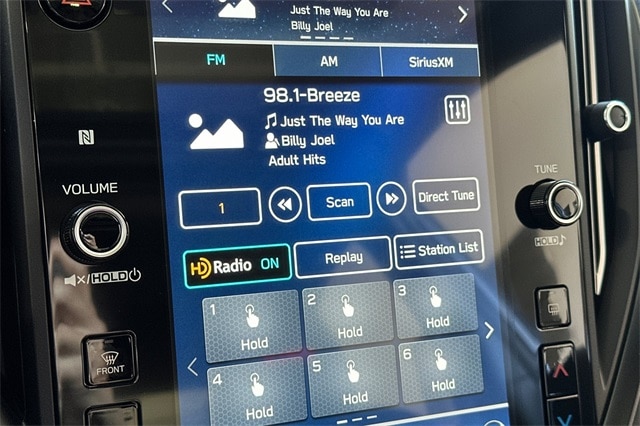 Just The Way You Are
Billy Joel
FM AM SiriusXM
98.1-Breeze
Just The Way You Are
Billy Joel
Adult Hits
N
VOLUME
TUNE
1 Scan Direct Tune
HD Radio ON Replay Station List
HOLD
HOLD
1 Hold
2 Hold
3 Hold
4 Hold
5 Hold
6 Hold
FRONT